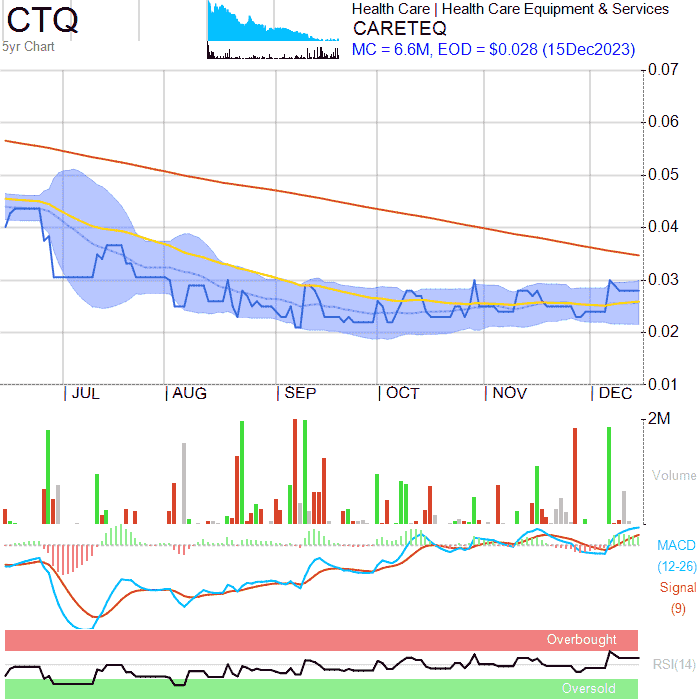 CTQ
5yr Chart
Health Care | Health Care Equipment & Services
CARETEQ
MC = 6.6M, EOD = $0.028 (15Dec2023)
0.07
0.06
0.05
0.04
0.03
0.02
0.01
JUL AUG SEP OCT NOV DEC
2M
Volume
MACD
(12-26)
Signal
(9)
Overbought
RSI(14)
Oversold